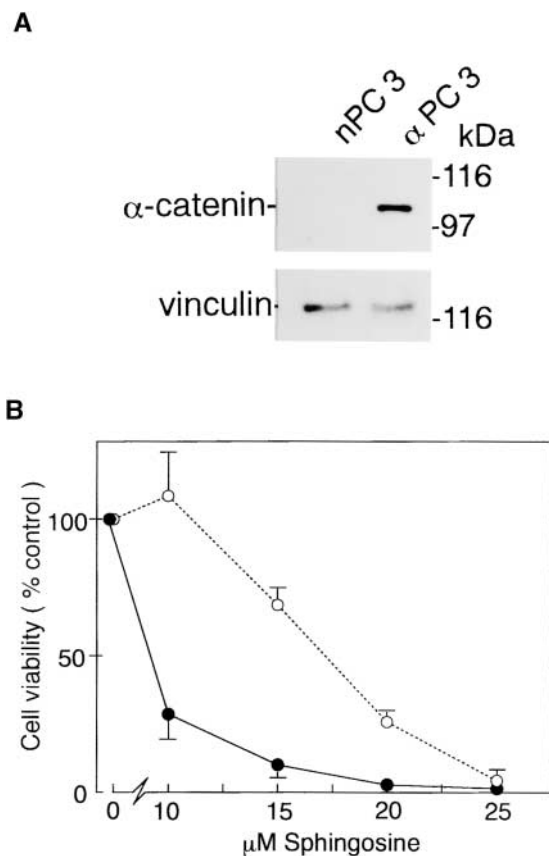 A
nPC 3
α PC 3
kDa
-116
α-catenin-
-97
vinculin-
-116
B
Cell viability ( % control )
100
50
0
0 10 15 20 25
μM Sphingosine